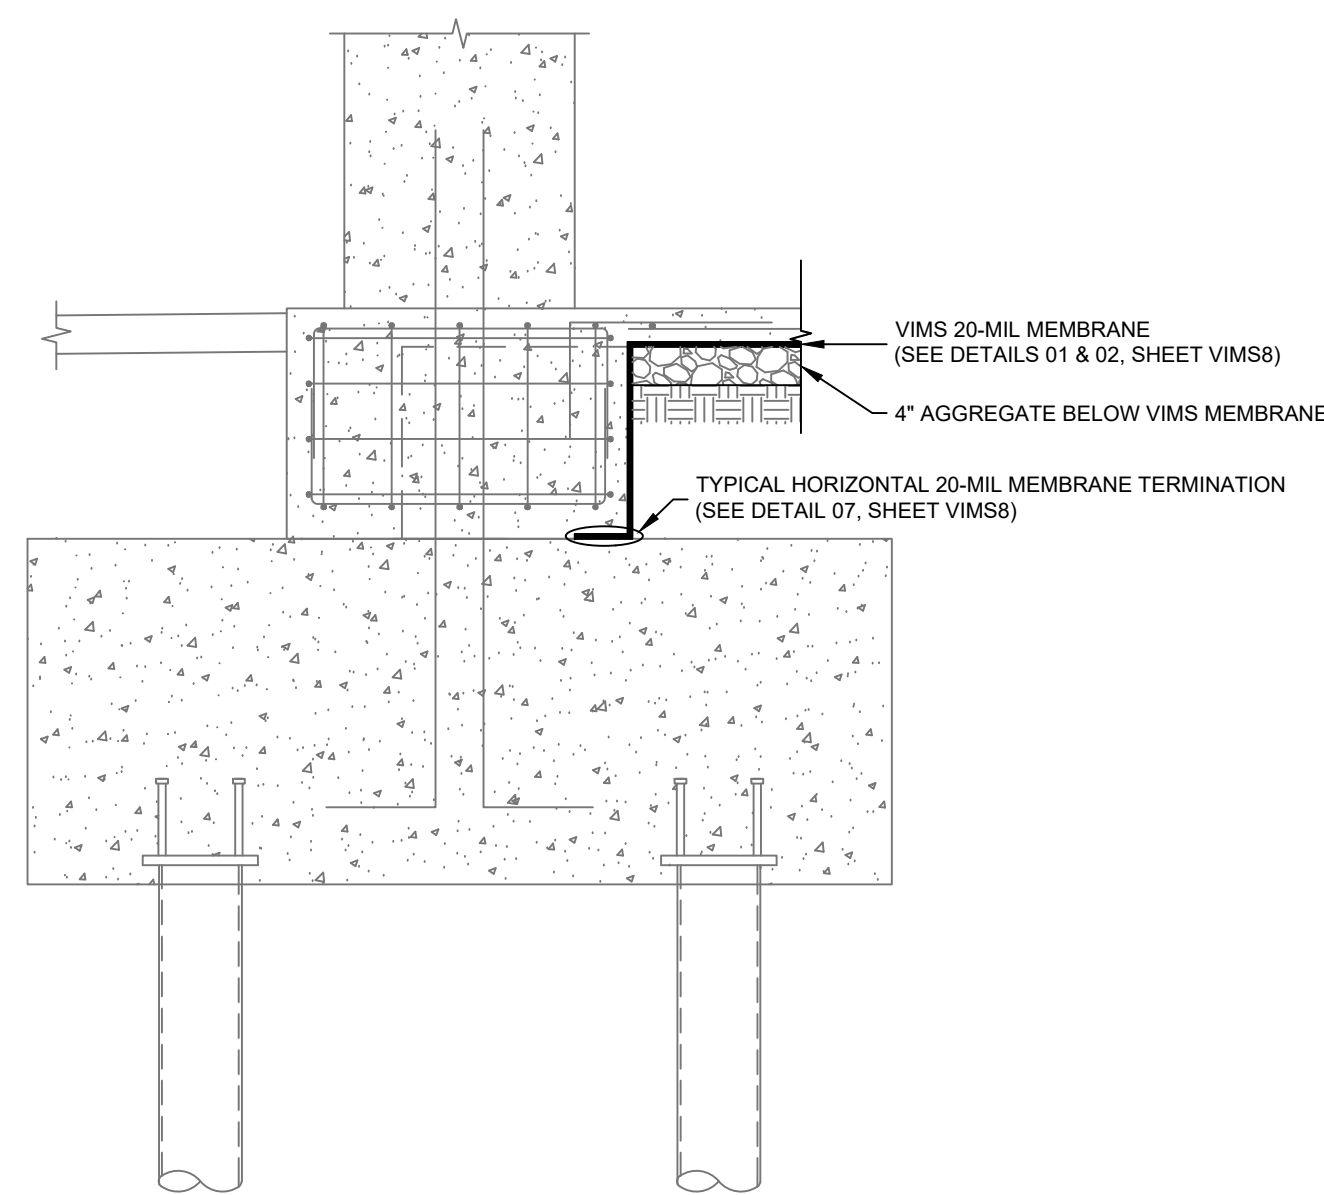 VIMS 20-MIL MEMBRANE
(SEE DETAILS 01 & 02, SHEET VIMS8)
4" AGGREGATE BELOW VIMS MEMBRANE
TYPICAL HORIZONTAL 20-MIL MEMBRANE TERMINATION
(SEE DETAIL 07, SHEET VIMS8)